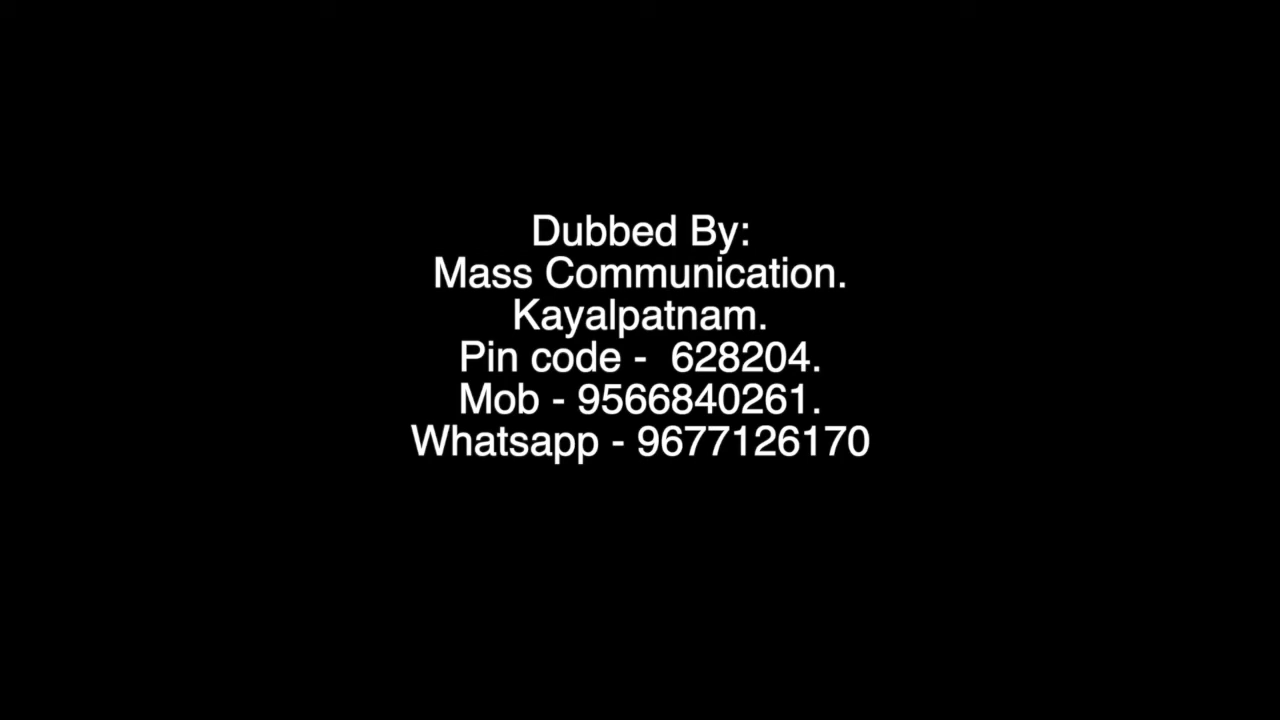 Dubbed By:
Mass Communication.
Kayalpatnam.
Pin code -  628204.
Mob - 9566840261.
Whatsapp - 9677126170